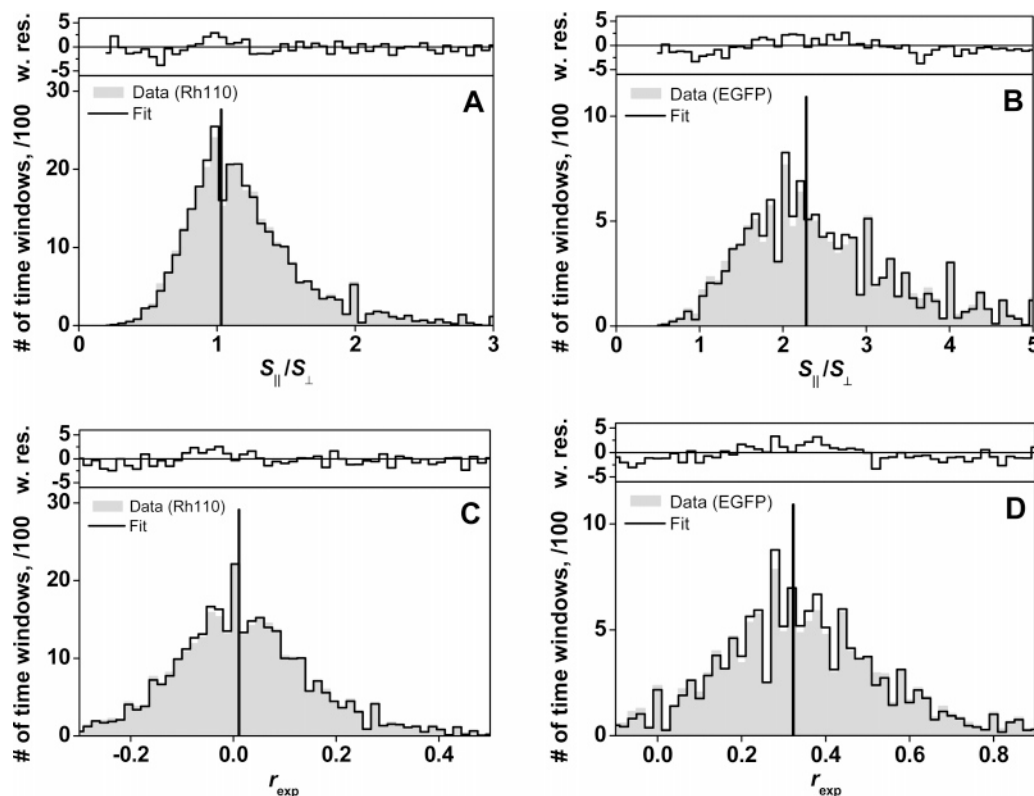 w. res.
5
0
-5
# of time windows, /100
30
20
10
0
Data (Rh110)
Fit
A
0 1 2 3
S||/S⊥
w. res.
5
0
-5
# of time windows, /100
10
5
0
Data (EGFP)
Fit
B
0 1 2 3 4 5
S||/S⊥
w. res.
5
0
-5
# of time windows, /100
30
20
10
0
Data (Rh110)
Fit
C
-0.2 0.0 0.2 0.4
rexp
w. res.
5
0
-5
# of time windows, /100
10
5
0
Data (EGFP)
Fit
D
0.0 0.2 0.4 0.6 0.8
rexp